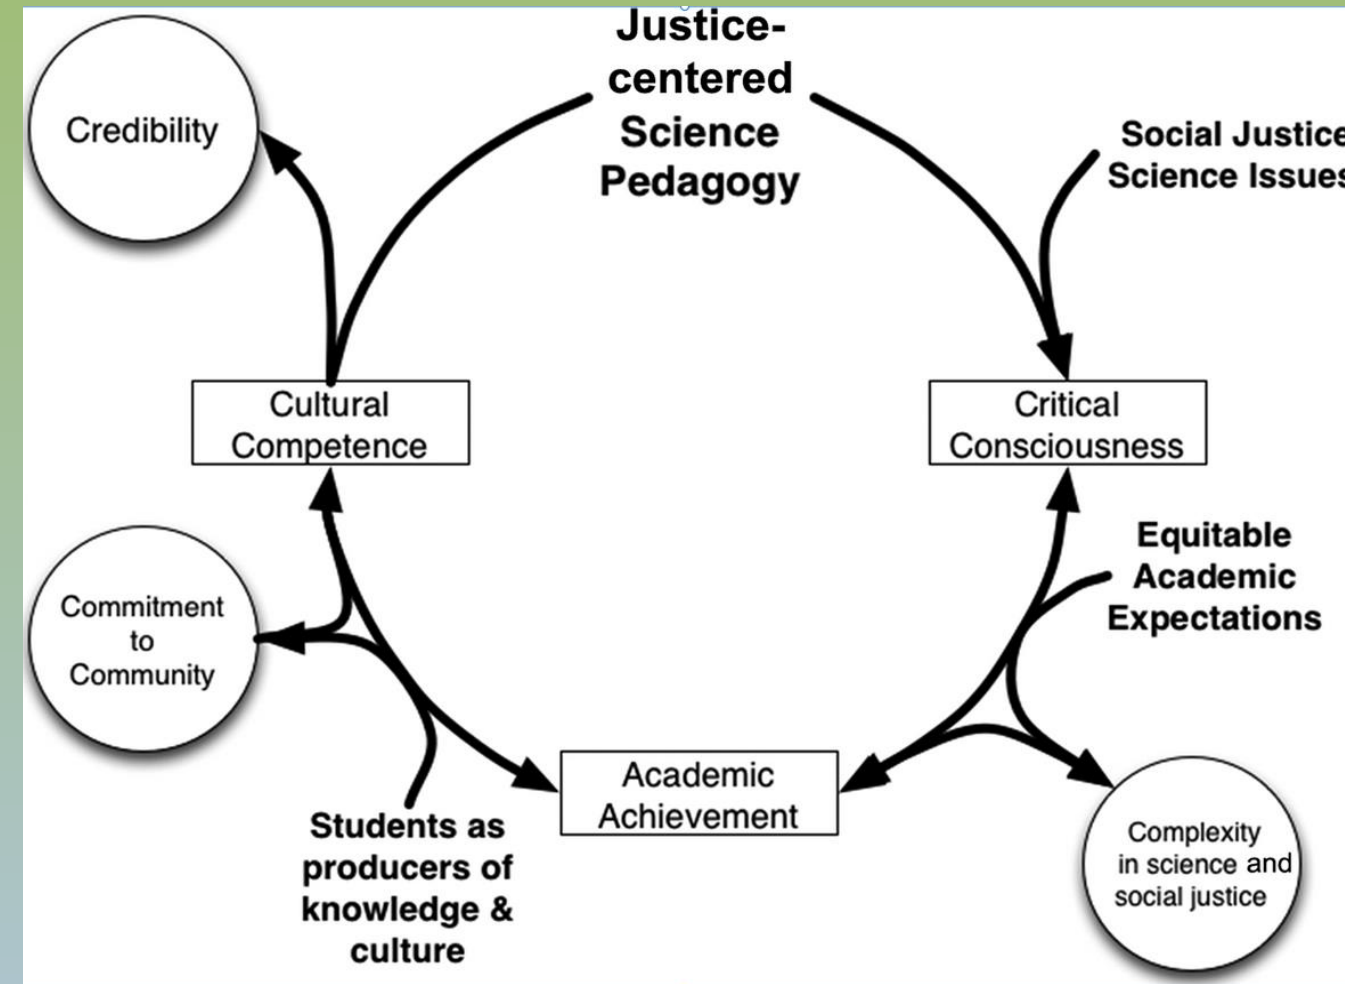 Justice-
centered
Science
Pedagogy
Credibility
Social Justice
Science Issues
Cultural
Competence
Critical
Consciousness
Equitable
Academic
Expectations
Commitment
to
Community
Academic
Achievement
Students as
producers of
knowledge &
culture
Complexity
in science and
social justice